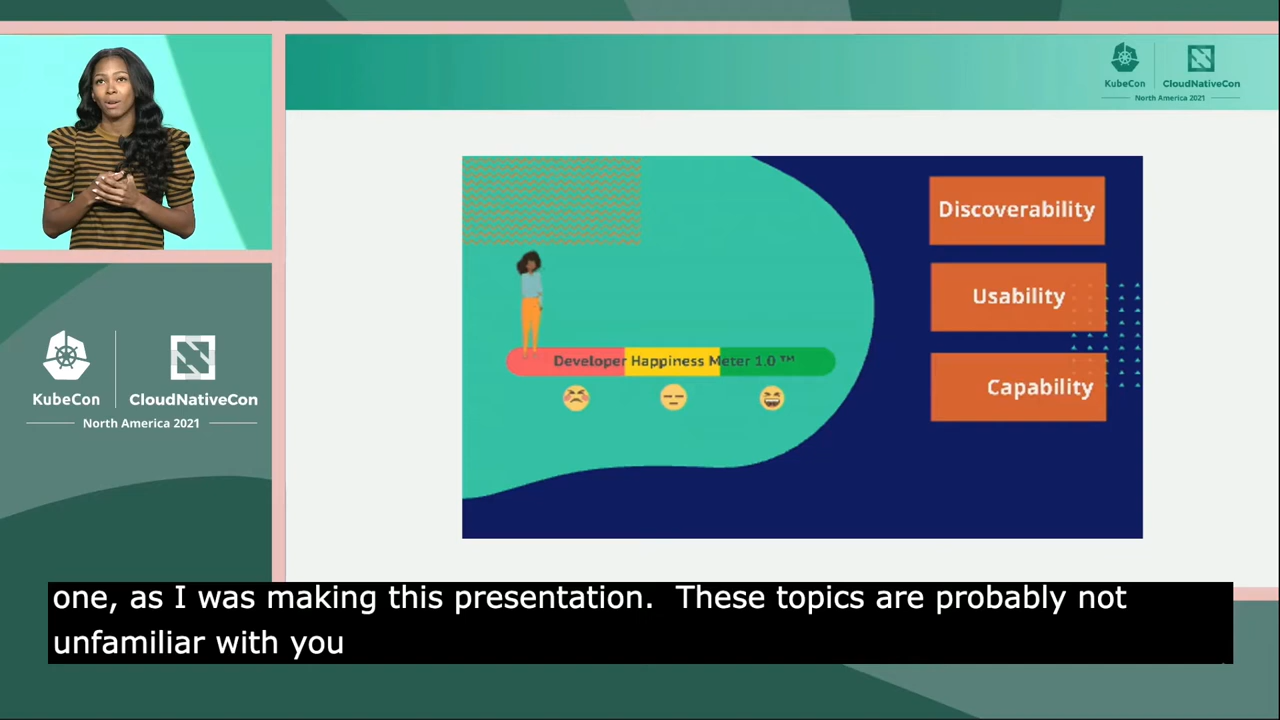 KubeCon
CloudNativeCon
North America 2021
Discoverability
Usability
Developer Happiness Meter 1.0 ™
Capability
KubeCon
CloudNativeCon
North America 2021
one, as I was making this presentation.  These topics are probably not
unfamiliar with you